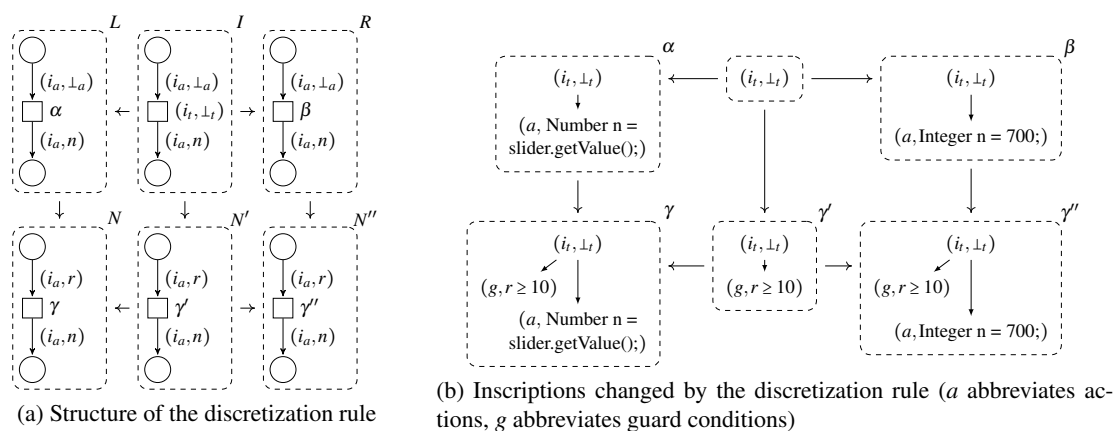 L I R
(i_a,⊥_a) (i_a,⊥_a) (i_a,⊥_a)
α (i_t,⊥_t) β
(i_a,n) (i_a,n) (i_a,n)
N N′ N′′
(i_a,r) (i_a,r) (i_a,r)
γ γ′ γ′′
(i_a,n) (i_a,n) (i_a,n)
(a) Structure of the discretization rule
α β
(i_t,⊥_t) (i_t,⊥_t) (i_t,⊥_t)
(a, Number n =
slider.getValue();)
(a,Integer n = 700;)
γ γ′ γ′′
(i_t,⊥_t) (i_t,⊥_t) (i_t,⊥_t)
(g,r ≥ 10) (g,r ≥ 10) (g,r ≥ 10)
(a, Number n =
slider.getValue();)
(a,Integer n = 700;)
(b) Inscriptions changed by the discretization rule (a abbreviates ac-
tions, g abbreviates guard conditions)